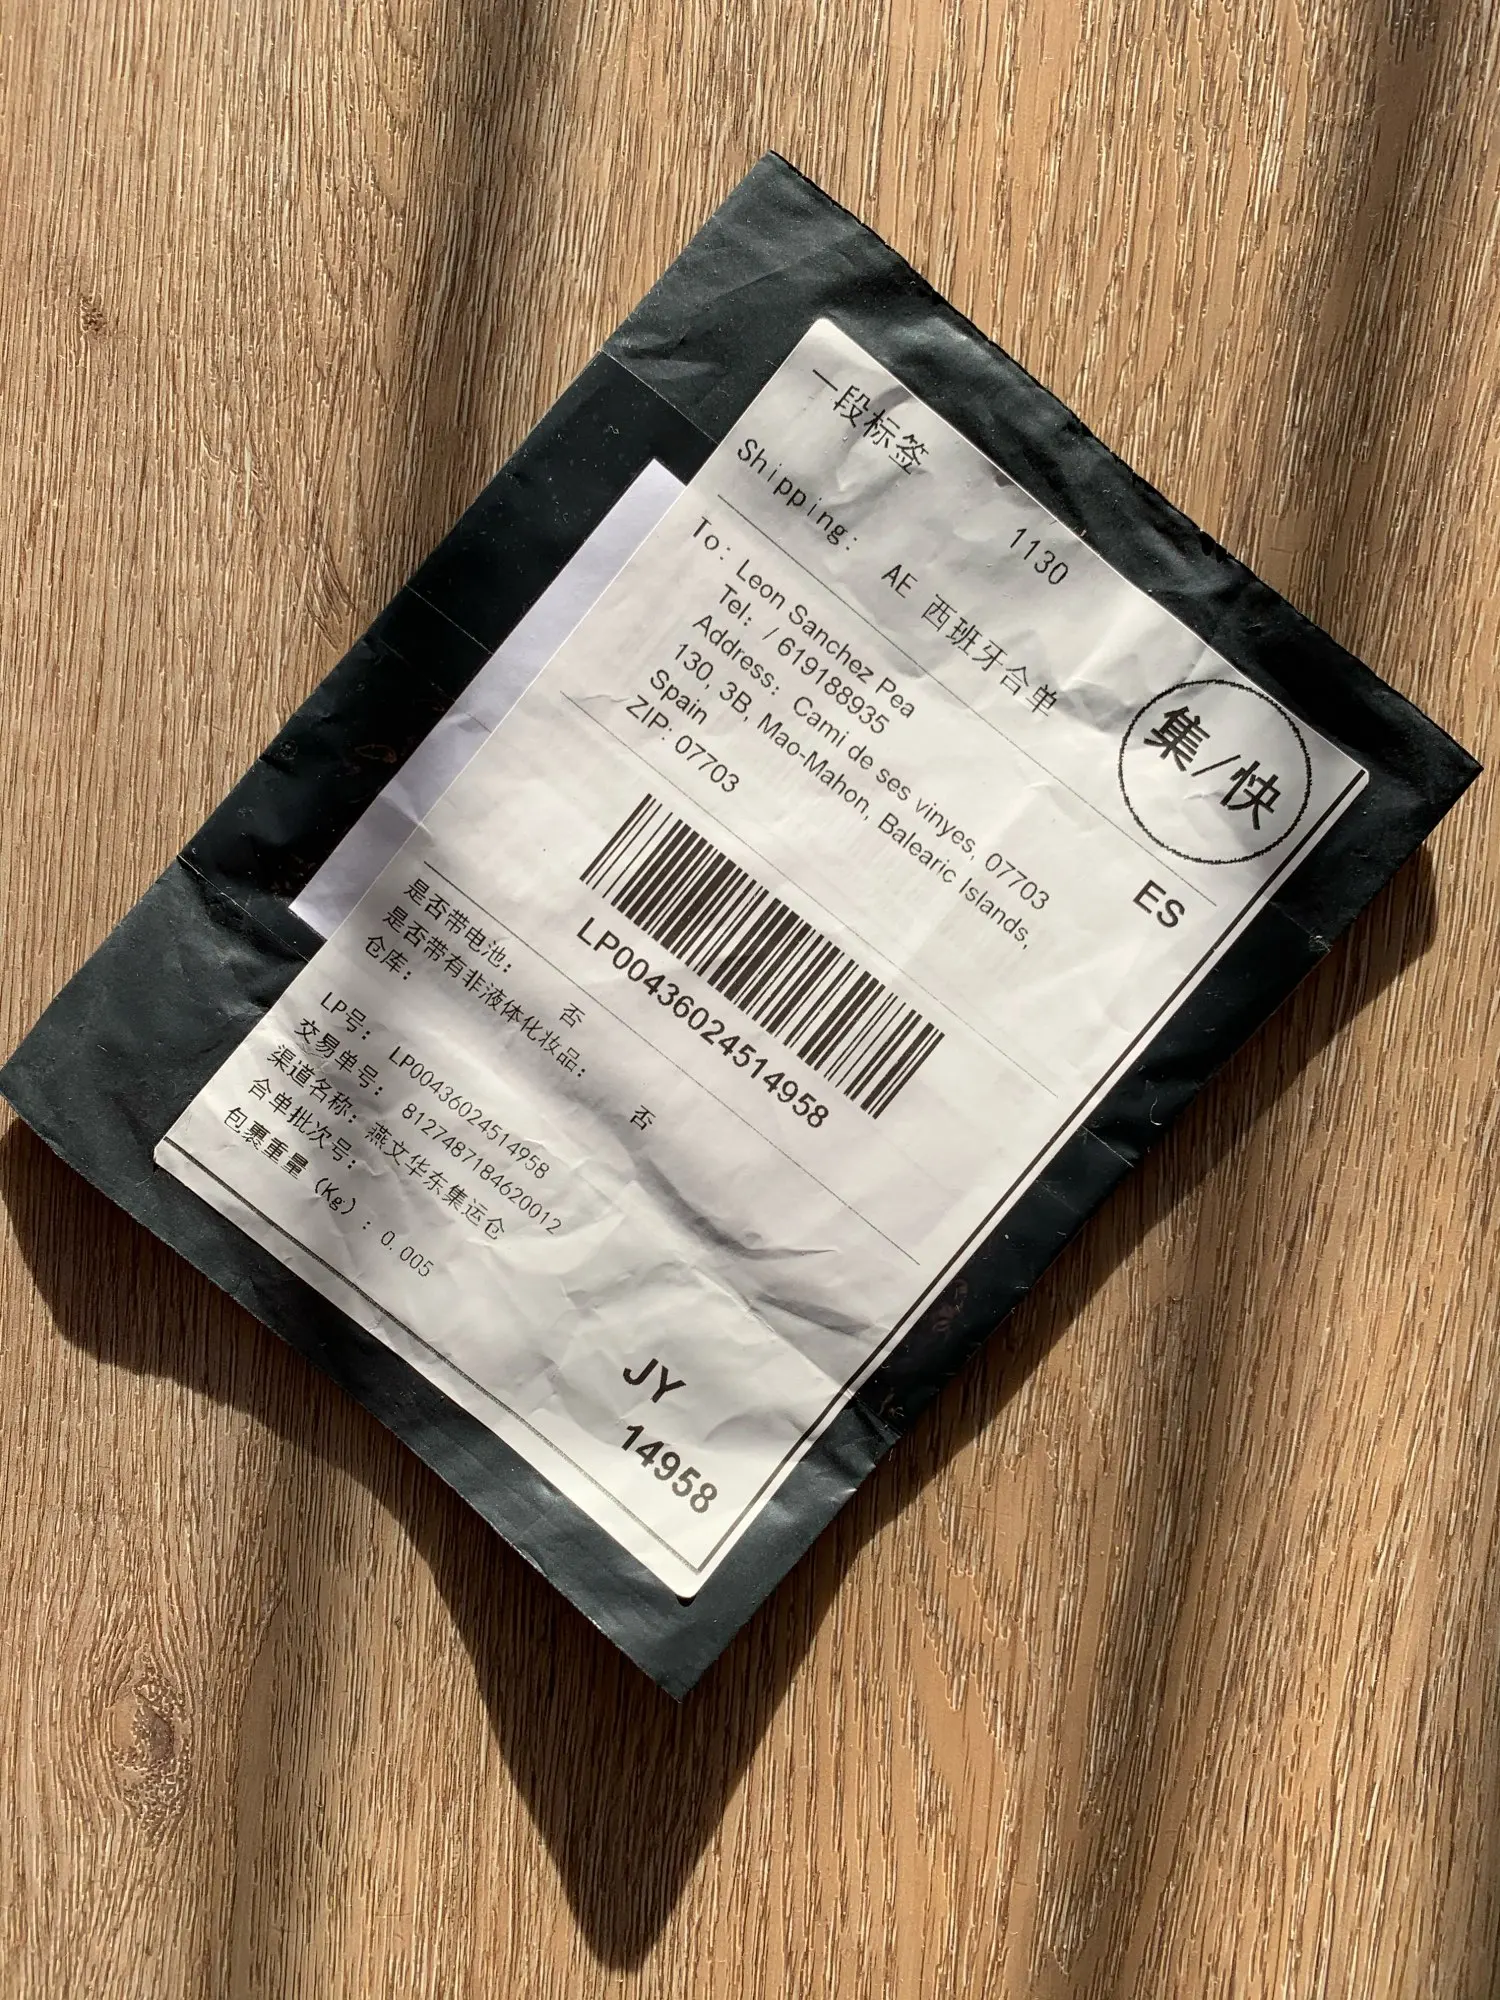 一段标签
1130
Shipping: AE 西班牙合单
集/快
To: Leon Sanchez Pea
Tel: / 619188935
Address: Cami de ses vinyes, 07703
130, 3B, Mao-Mahon, Balearic Islands,
Spain
ZIP: 07703
ES
LP00436024514958
是否带电池: 否
是否带有非液体化妆品: 否
仓库:
LP号: LP00436024514958
交易单号: 8127487184620012
渠道名称: 燕文华东集运仓
合单批次号:
包裹重量 (Kg) : 0.005
JY
14958